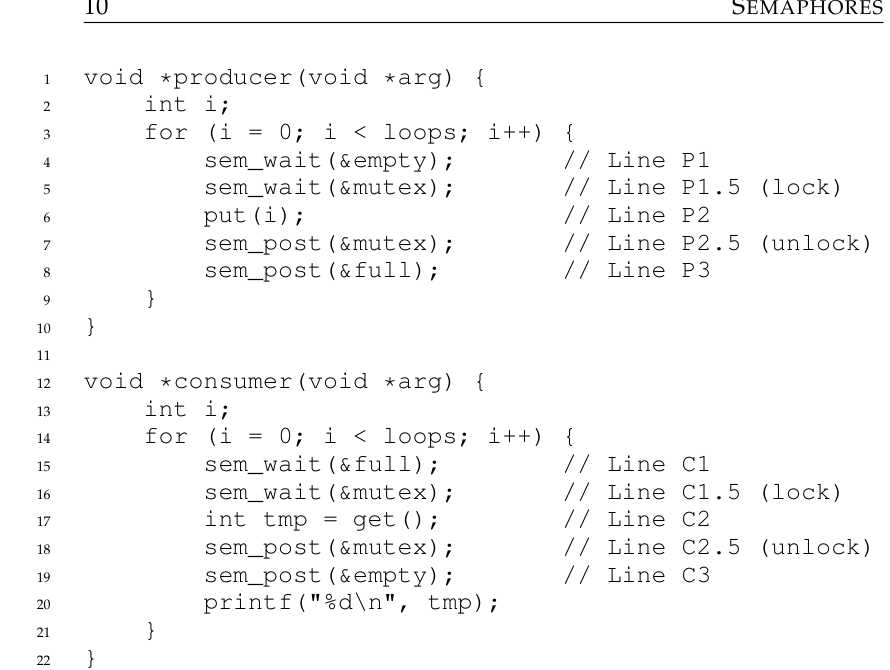 10 SEMAPHORES
1 void *producer(void *arg) {
2     int i;
3     for (i = 0; i < loops; i++) {
4         sem_wait(&empty);       // Line P1
5         sem_wait(&mutex);       // Line P1.5 (lock)
6         put(i);                 // Line P2
7         sem_post(&mutex);       // Line P2.5 (unlock)
8         sem_post(&full);        // Line P3
9     }
10 }
11
12 void *consumer(void *arg) {
13     int i;
14     for (i = 0; i < loops; i++) {
15         sem_wait(&full);        // Line C1
16         sem_wait(&mutex);       // Line C1.5 (lock)
17         int tmp = get();        // Line C2
18         sem_post(&mutex);       // Line C2.5 (unlock)
19         sem_post(&empty);       // Line C3
20         printf("%d\n", tmp);
21     }
22 }